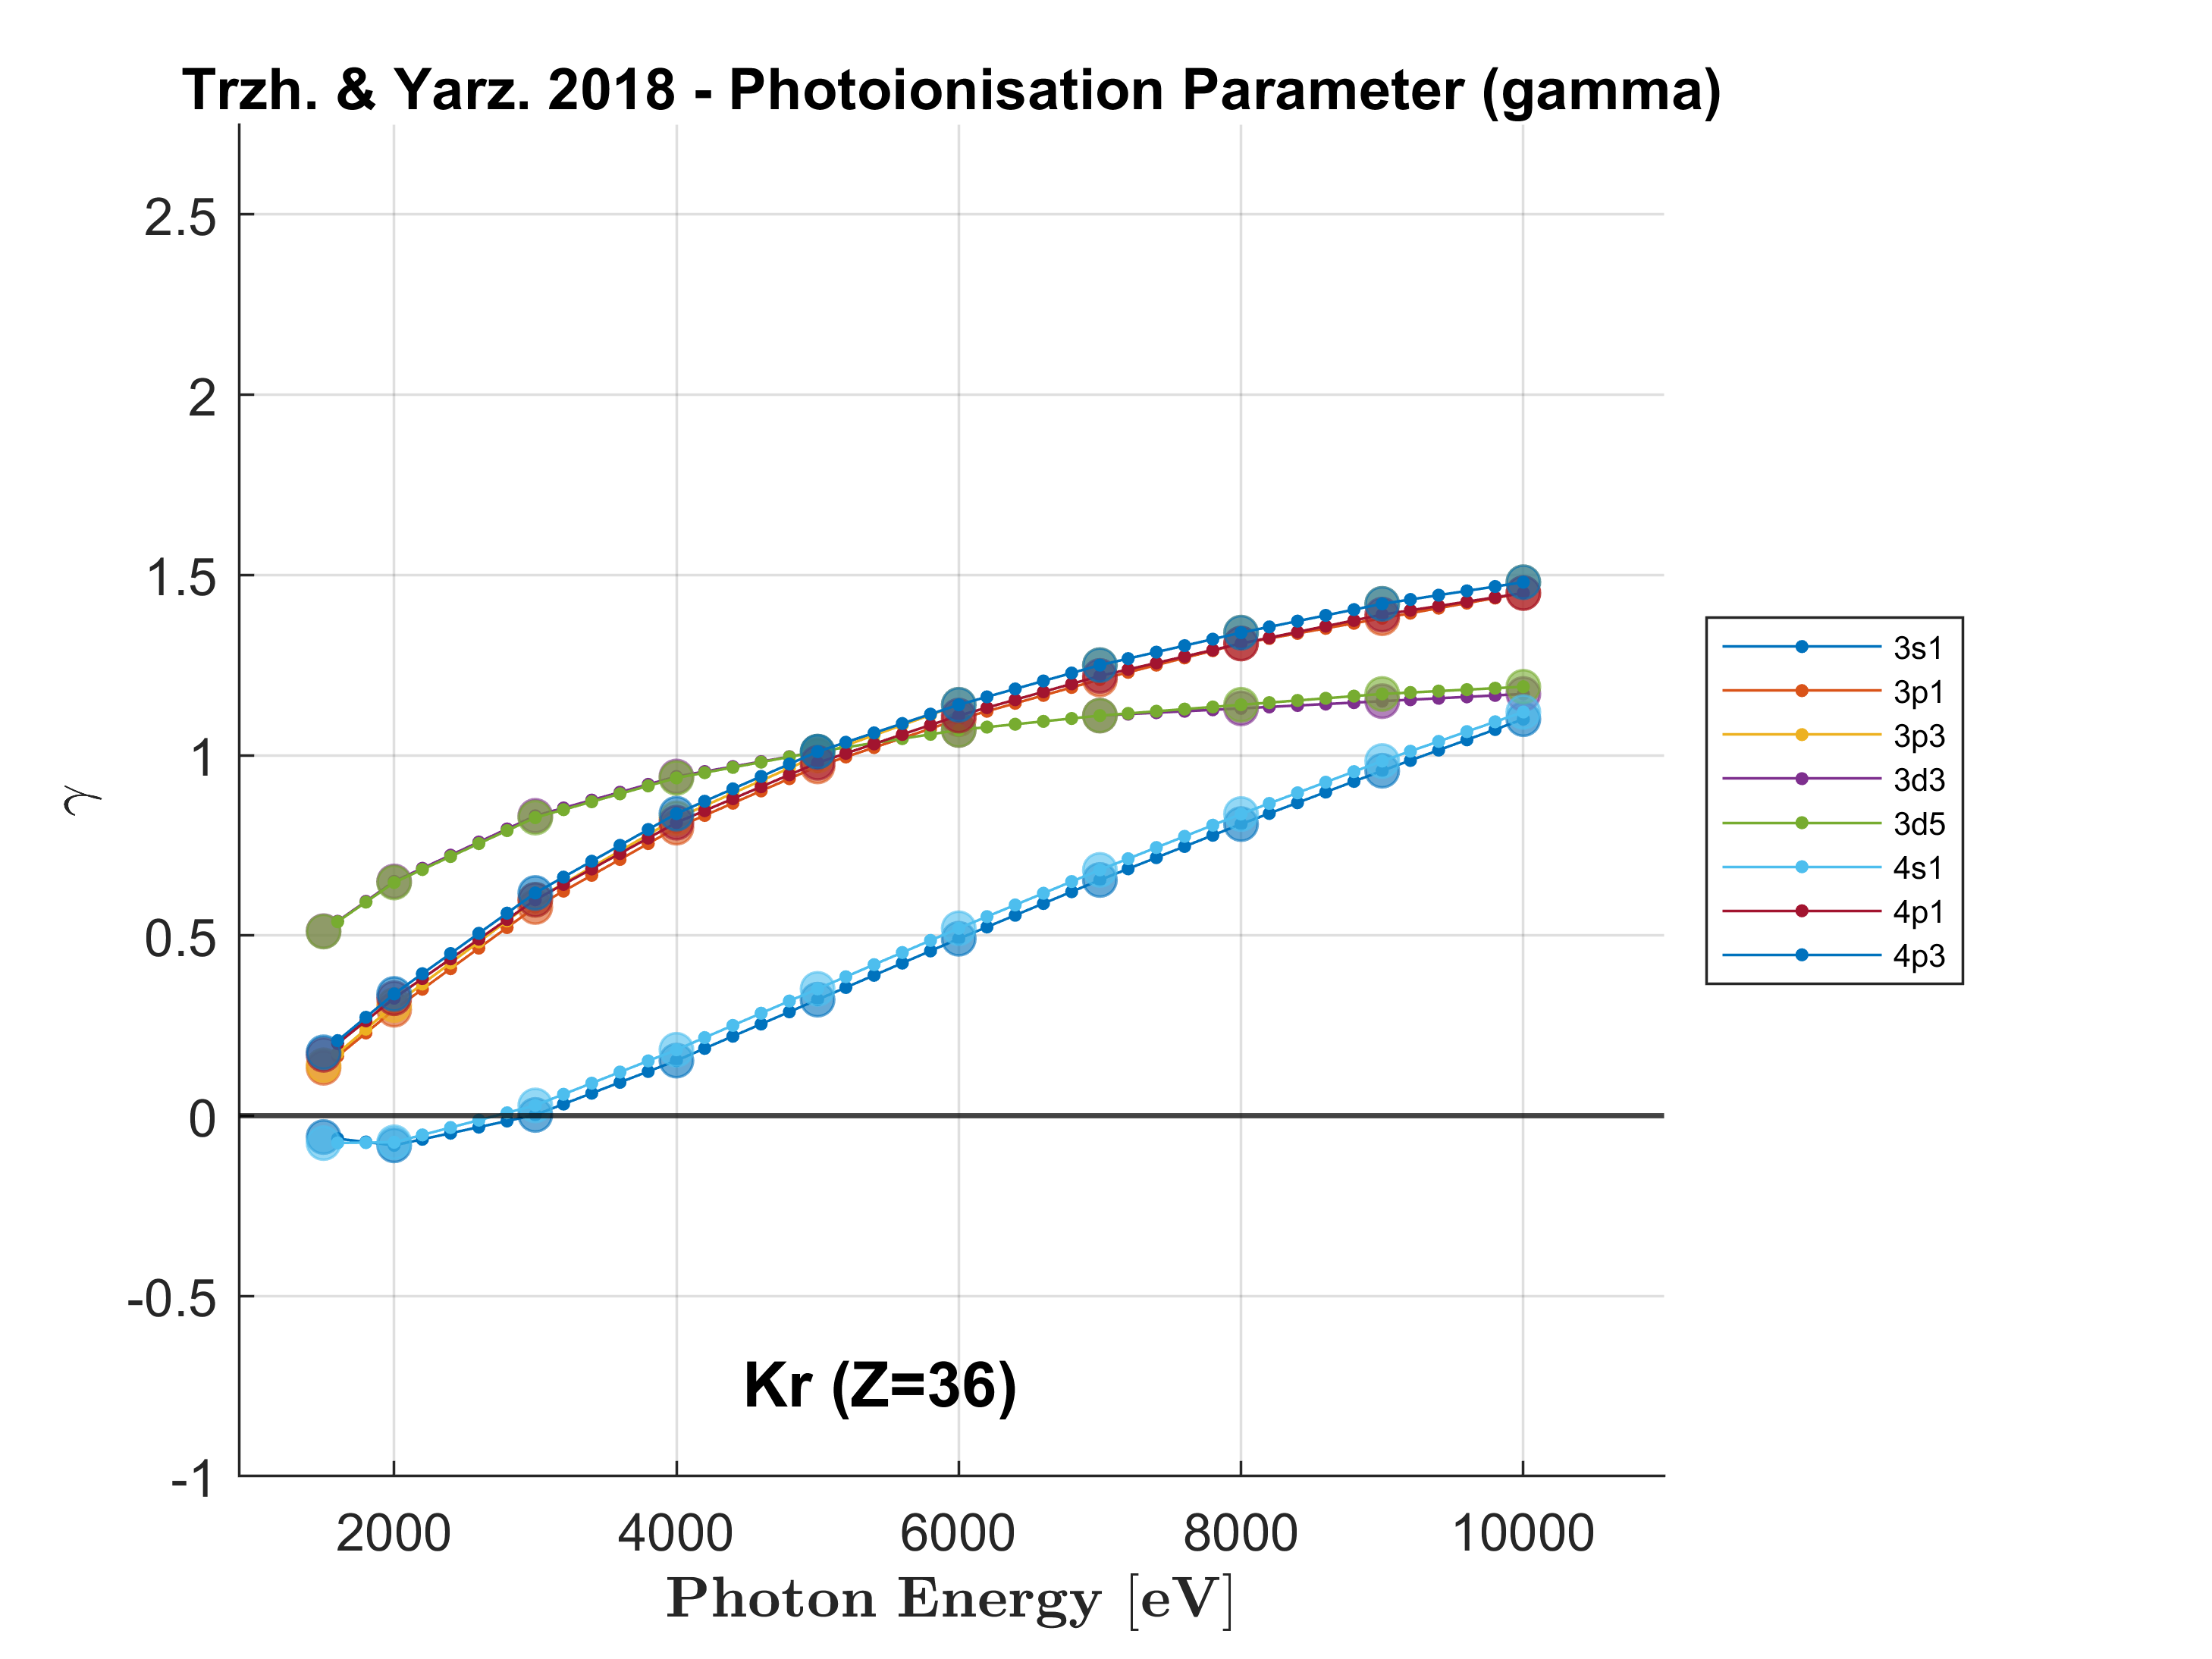 Trzh. & Yarz. 2018 - Photoionisation Parameter (gamma)
2.5
2
1.5
1
0.5
0
-0.5
-1
γ
2000 4000 6000 8000 10000
Photon Energy [eV]
Kr (Z=36)
3s1
3p1
3p3
3d3
3d5
4s1
4p1
4p3